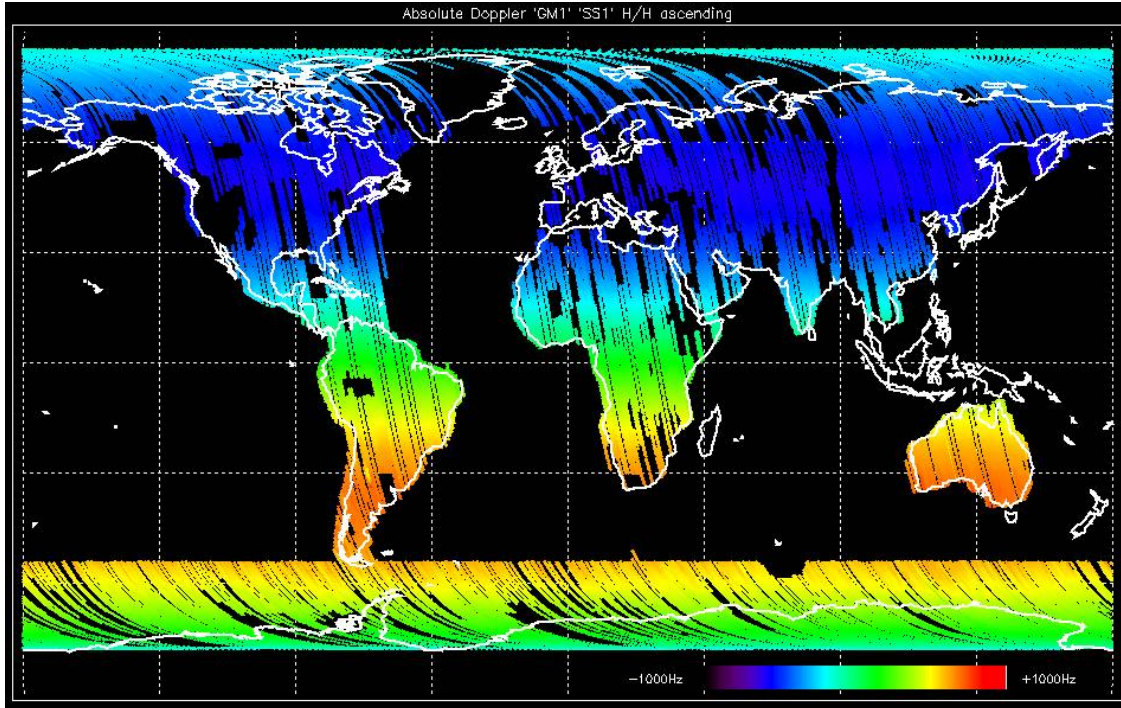 Absolute Doppler 'GM1' 'SS1' H/H ascending
−1000Hz +1000Hz